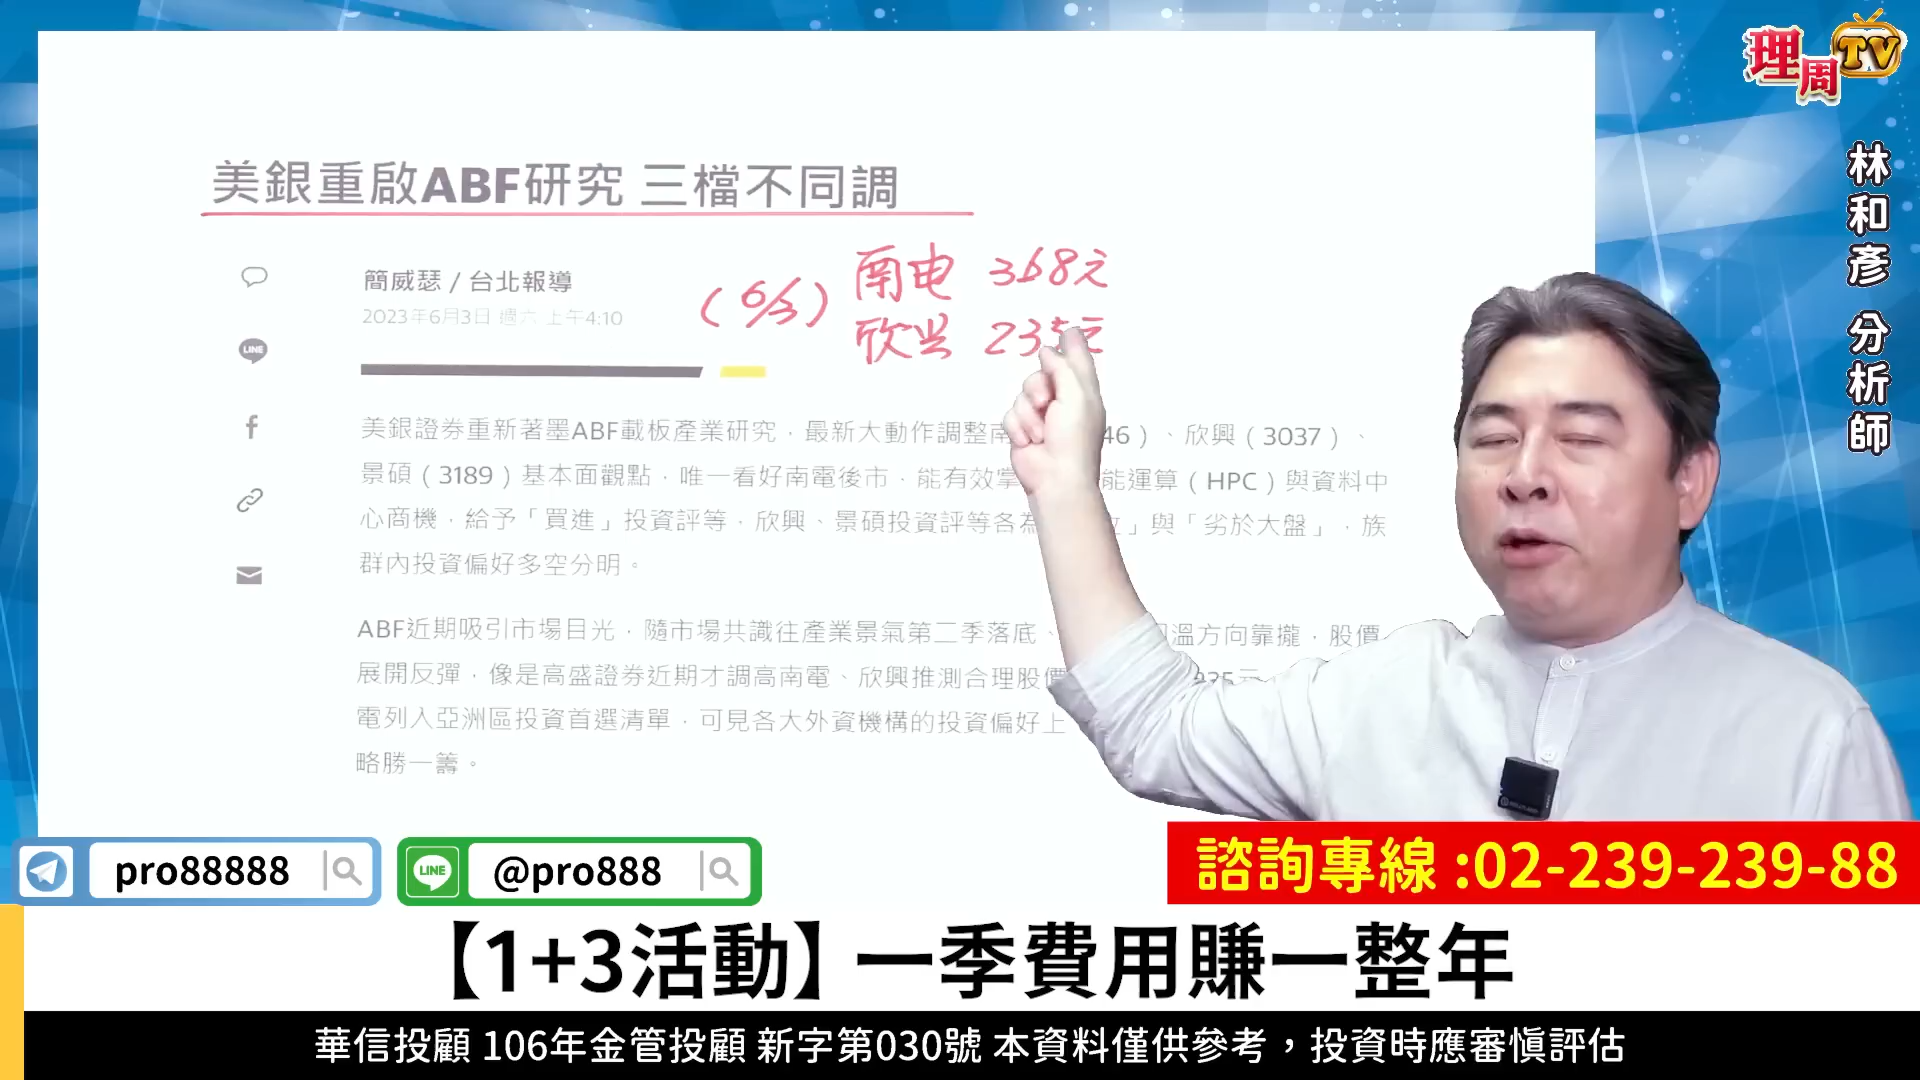 理周TV
林和彥 分析師
美銀重啟ABF研究 三檔不同調
簡威瑟 / 台北報導
2023年6月3日 週六 上午4:10
(6/3)
南电 368元
欣兴 235元
美銀證券重新著墨ABF載板產業研究，最新大動作調整南 46）、欣興（3037）、
景碩（3189）基本面觀點，唯一看好南電後市，能有效掌 能運算（HPC）與資料中
心商機，給予「買進」投資評等，欣興、景碩投資評等各為 」與「劣於大盤」，族
群內投資偏好多空分明。
ABF近期吸引市場目光，隨市場共識往產業景氣第二季落底、 溫方向靠攏，股價
展開反彈，像是高盛證券近期才調高南電、欣興推測合理股價
電列入亞洲區投資首選清單，可見各大外資機構的投資偏好上
略勝一籌。
LINE
pro88888
LINE
@pro888
諮詢專線 :02-239-239-88
【1+3活動】一季費用賺一整年
華信投顧 106年金管投顧 新字第030號 本資料僅供參考，投資時應審慎評估